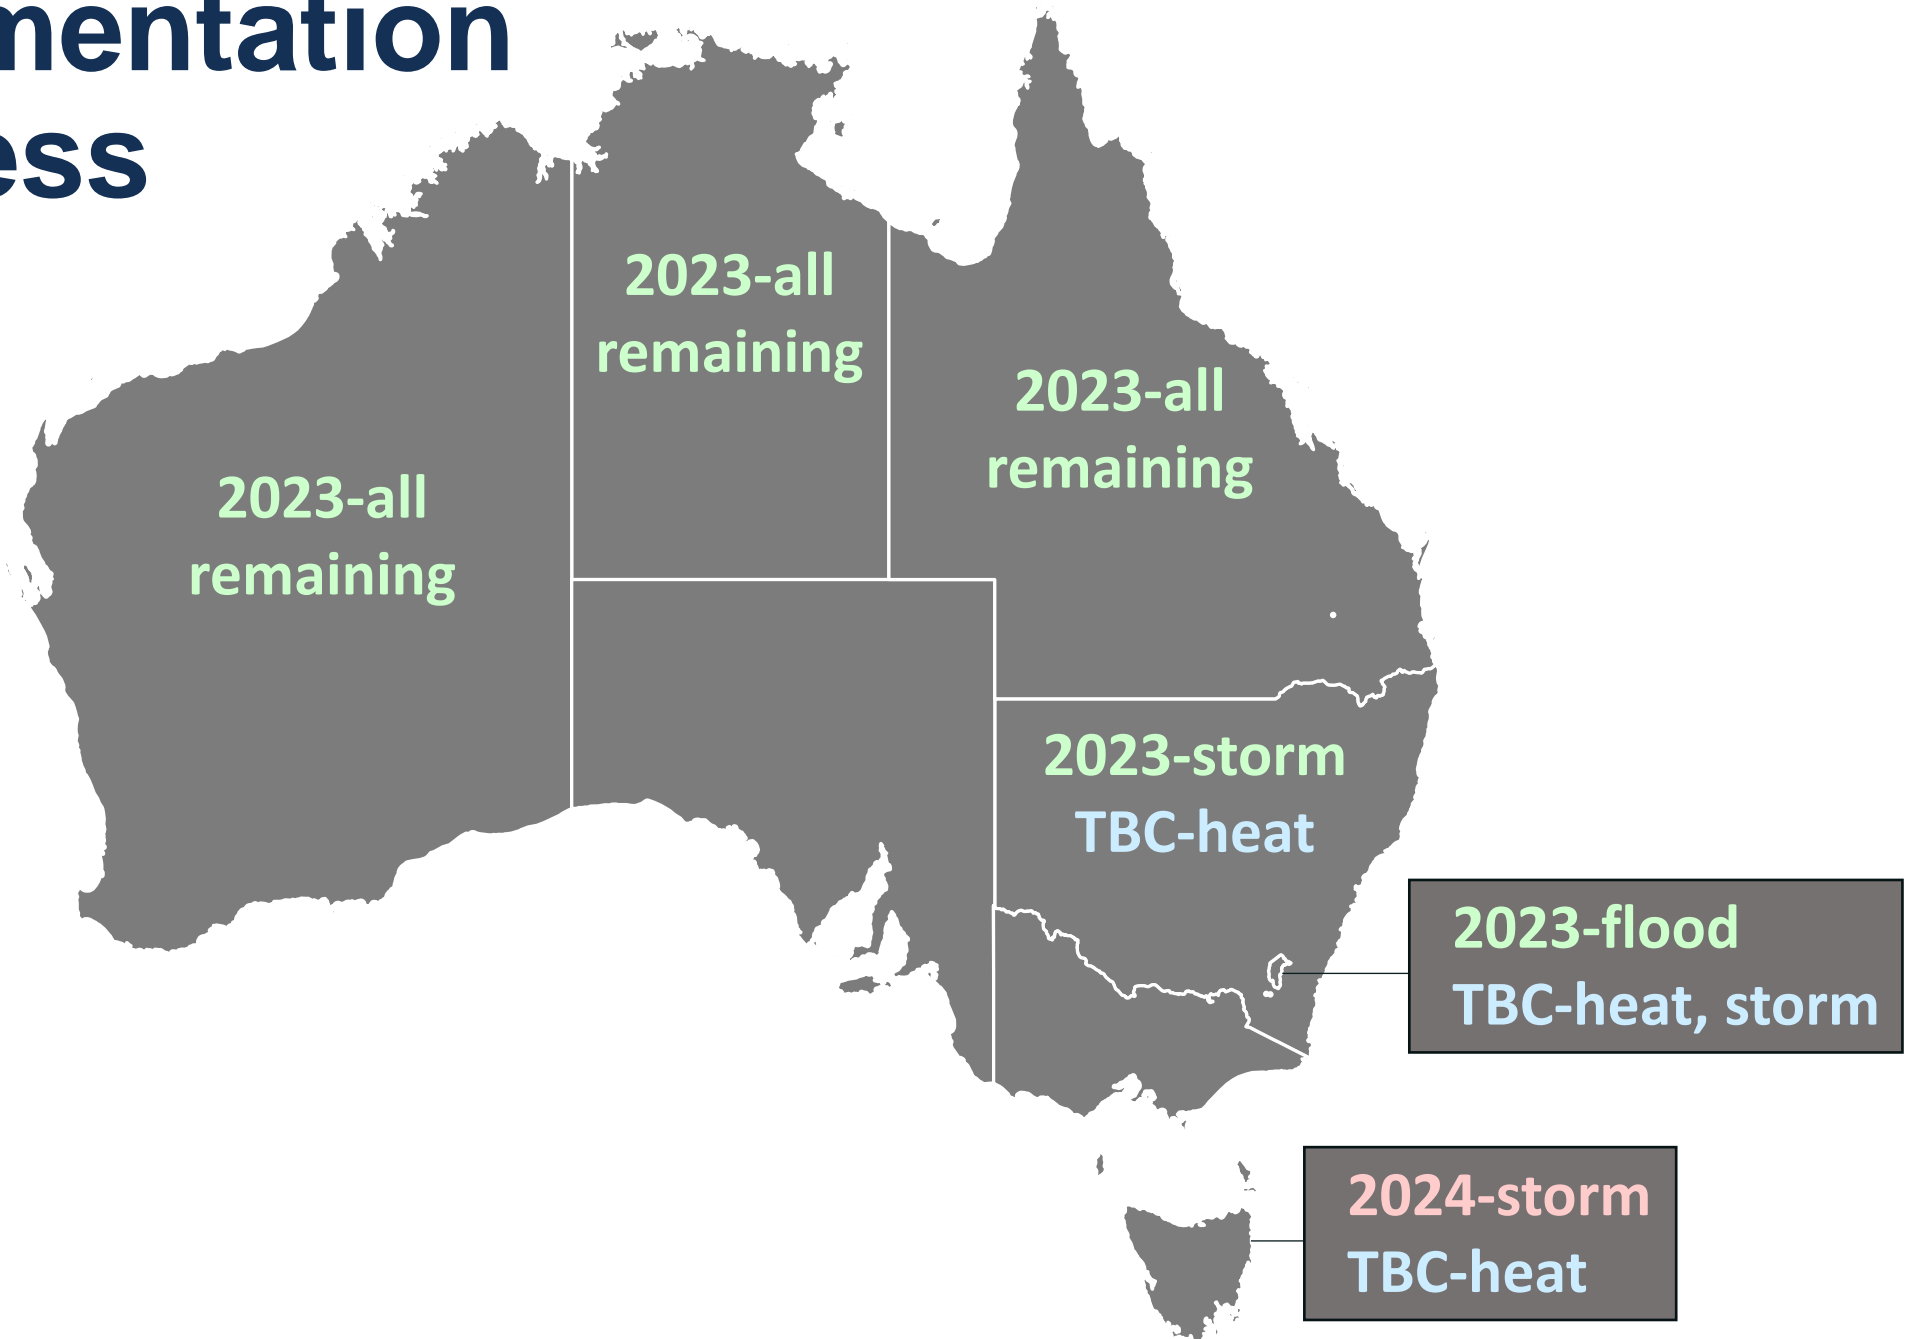 mentation
ess
2023-all
remaining
2023-all
remaining
2023-all
remaining
2023-storm
TBC-heat
2023-flood
TBC-heat, storm
2024-storm
TBC-heat